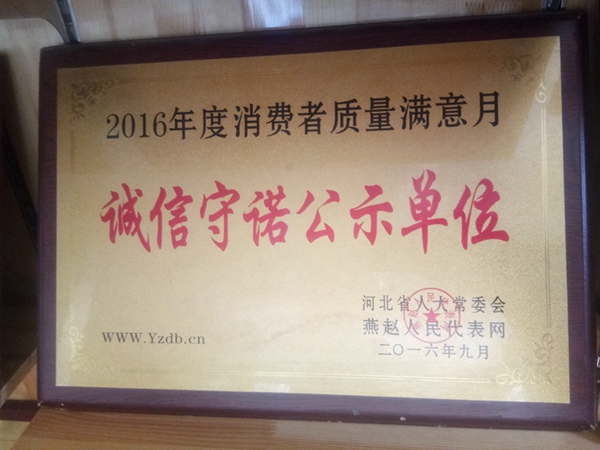 2016年度消费者质量满意月
诚信守诺公示单位
河北省人大常委会
燕赵人民代表网
二〇一六年九月
WWW.Yzdb.cn